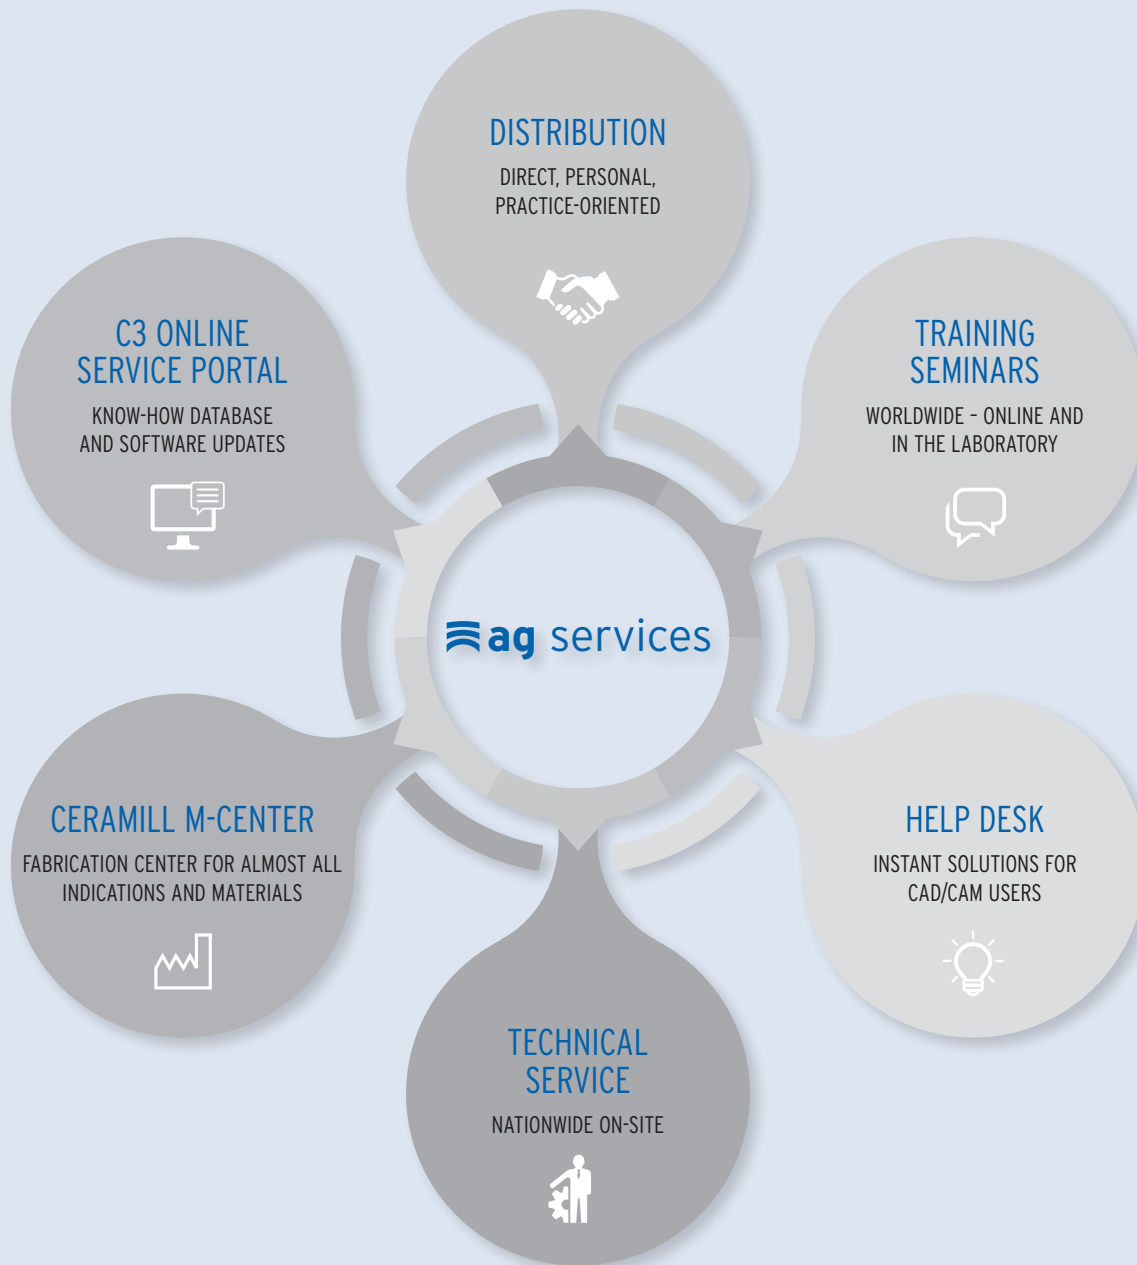 DISTRIBUTION
DIRECT, PERSONAL,
PRACTICE-ORIENTED
C3 ONLINE
SERVICE PORTAL
KNOW-HOW DATABASE
AND SOFTWARE UPDATES
TRAINING
SEMINARS
WORLDWIDE - ONLINE AND
IN THE LABORATORY
ag services
CERAMILL M-CENTER
FABRICATION CENTER FOR ALMOST ALL
INDICATIONS AND MATERIALS
HELP DESK
INSTANT SOLUTIONS FOR
CAD/CAM USERS
TECHNICAL
SERVICE
NATIONWIDE ON-SITE